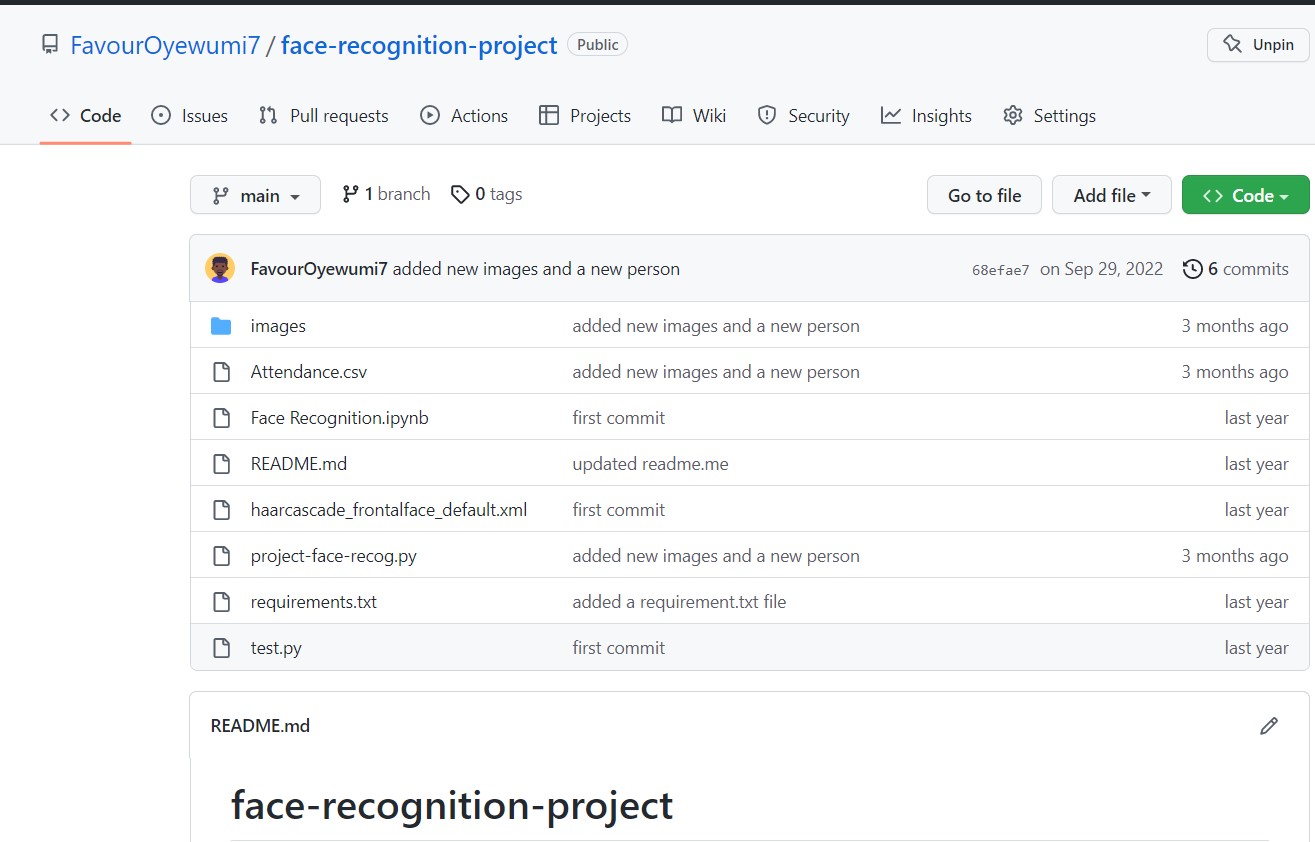 FavourOyewumi7 / face-recognition-project Public Unpin
Code Issues Pull requests Actions Projects Wiki Security Insights Settings
main 1 branch 0 tags Go to file Add file Code
FavourOyewumi7 added new images and a new person 68efae7 on Sep 29, 2022 6 commits
images added new images and a new person 3 months ago
Attendance.csv added new images and a new person 3 months ago
Face Recognition.ipynb first commit last year
README.md updated readme.me last year
haarcascade_frontalface_default.xml first commit last year
project-face-recog.py added new images and a new person 3 months ago
requirements.txt added a requirement.txt file last year
test.py first commit last year
README.md
face-recognition-project